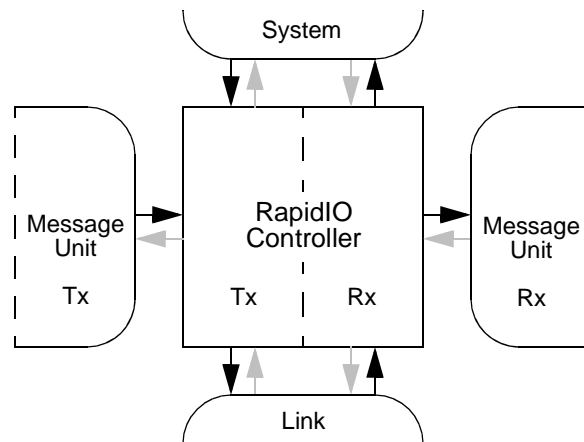 System
RapidIO
Controller
Message
Unit
Tx
Tx
Rx
Message
Unit
Rx
Link